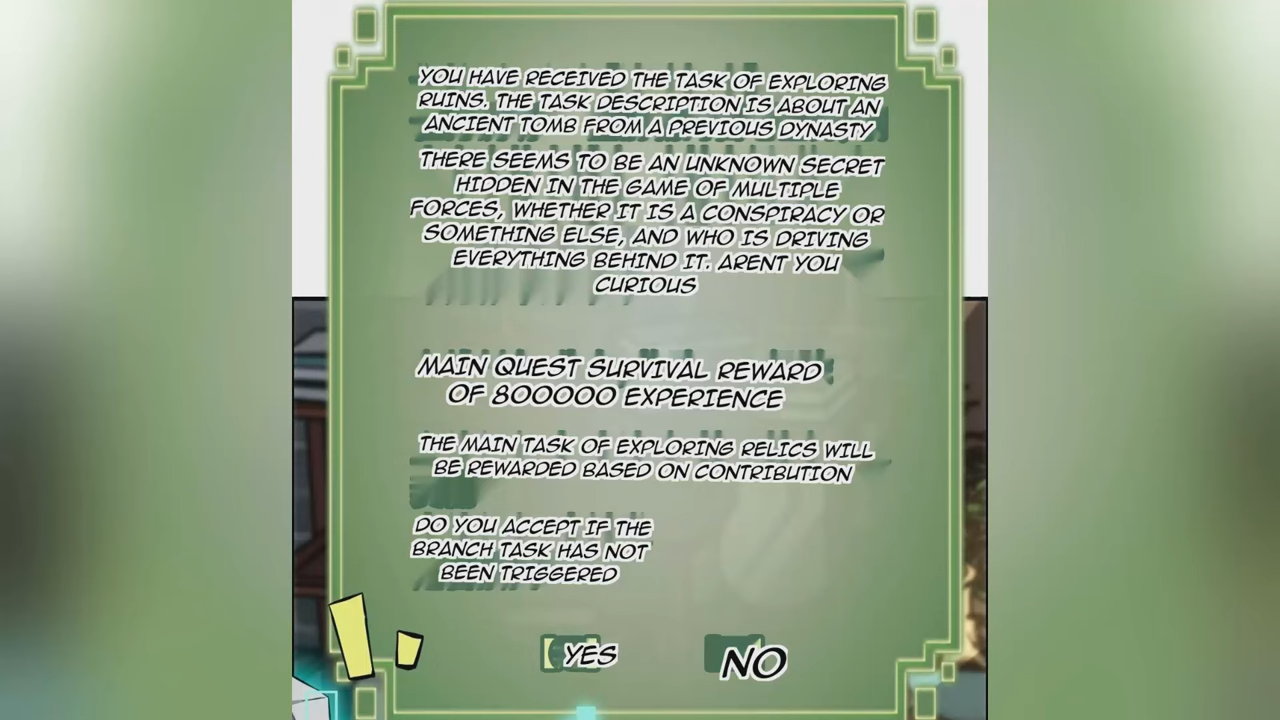 YOU HAVE RECEIVED THE TASK OF EXPLORING
RUINS. THE TASK DESCRIPTION IS ABOUT AN
ANCIENT TOMB FROM A PREVIOUS DYNASTY
THERE SEEMS TO BE AN UNKNOWN SECRET
HIDDEN IN THE GAME OF MULTIPLE
FORCES, WHETHER IT IS A CONSPIRACY OR
SOMETHING ELSE, AND WHO IS DRIVING
EVERYTHING BEHIND IT. ARENT YOU
CURIOUS
MAIN QUEST SURVIVAL REWARD
OF 800000 EXPERIENCE
THE MAIN TASK OF EXPLORING RELICS WILL
BE REWARDED BASED ON CONTRIBUTION
DO YOU ACCEPT IF THE
BRANCH TASK HAS NOT
BEEN TRIGGERED
YES
NO